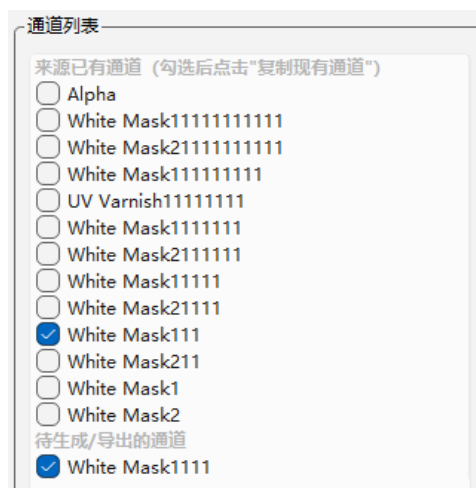 通道列表
来源已有通道（勾选后点击"复制现有通道"）
Alpha
White Mask11111111111
White Mask21111111111
White Mask111111111
UV Varnish11111111
White Mask1111111
White Mask2111111
White Mask11111
White Mask21111
White Mask111
White Mask211
White Mask1
White Mask2
待生成/导出的通道
White Mask1111